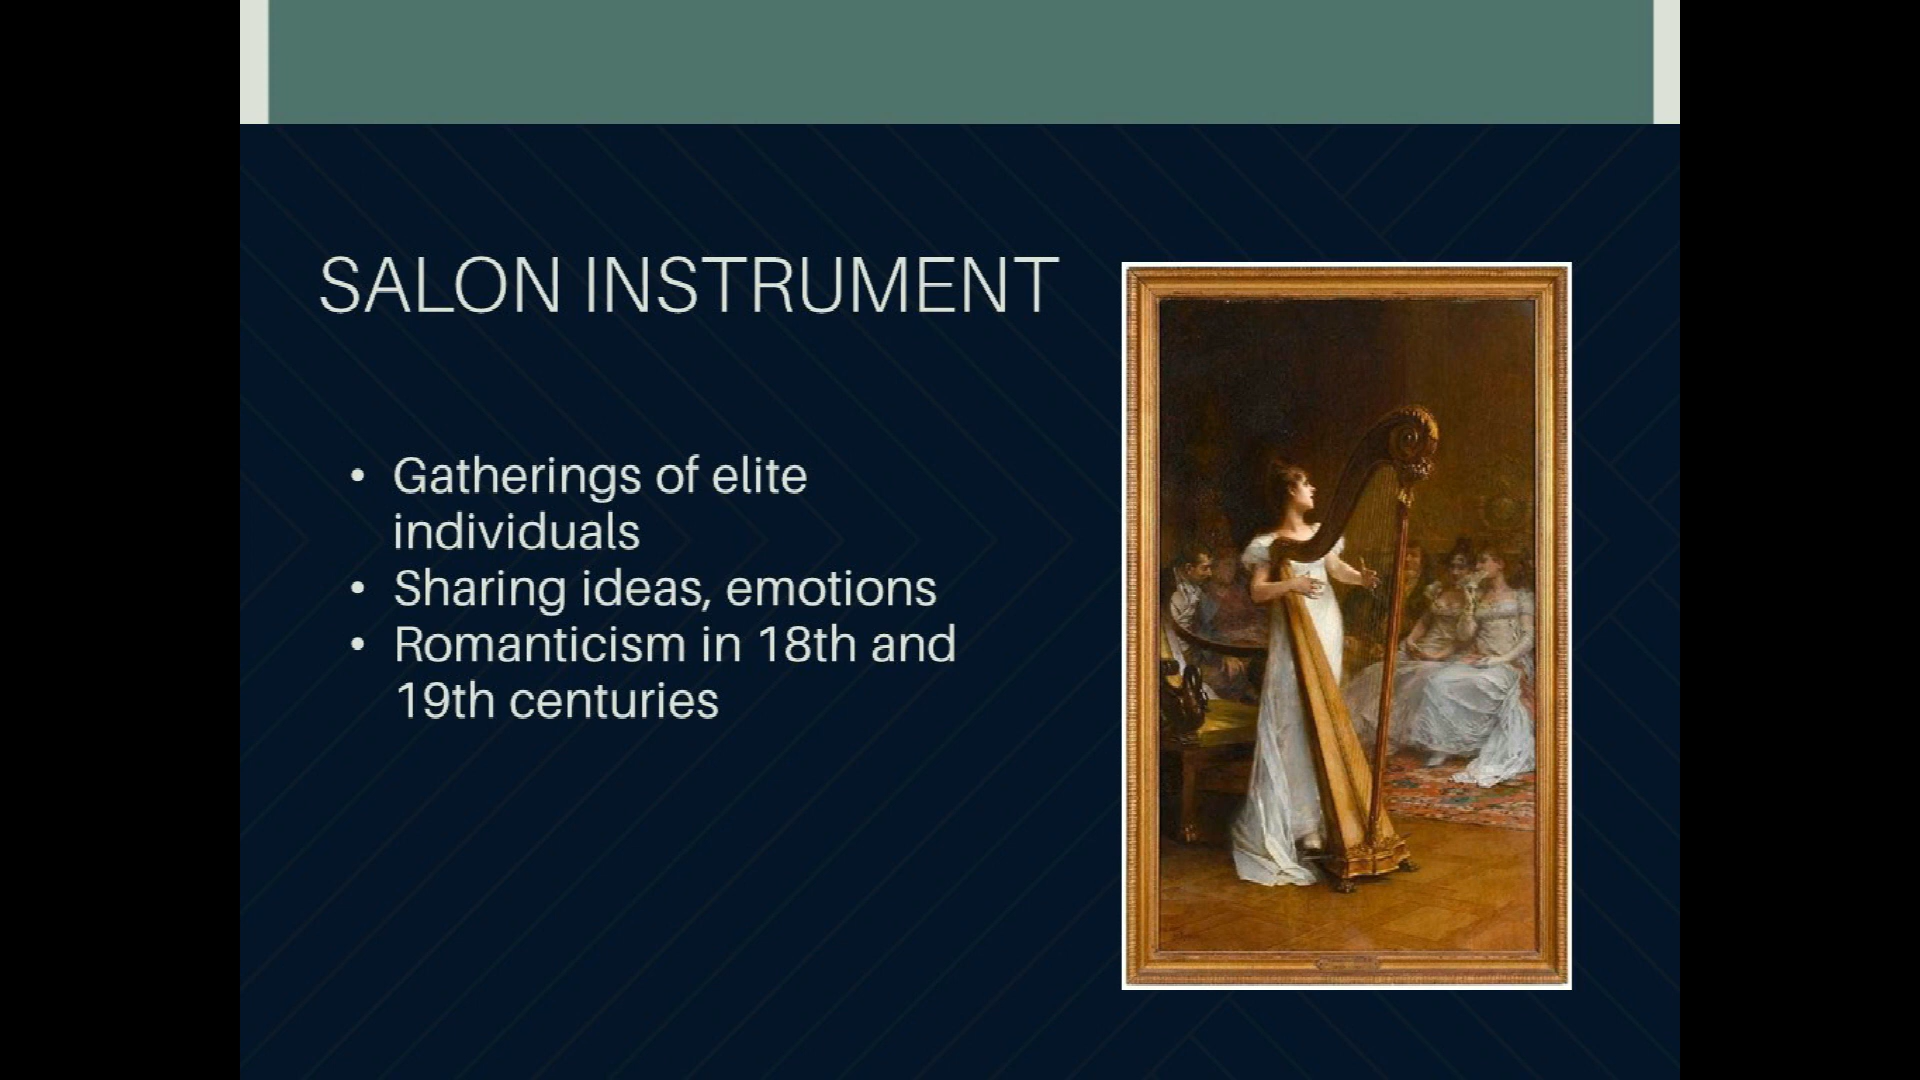 SALON INSTRUMENT
• Gatherings of elite
individuals
• Sharing ideas, emotions
• Romanticism in 18th and
19th centuries